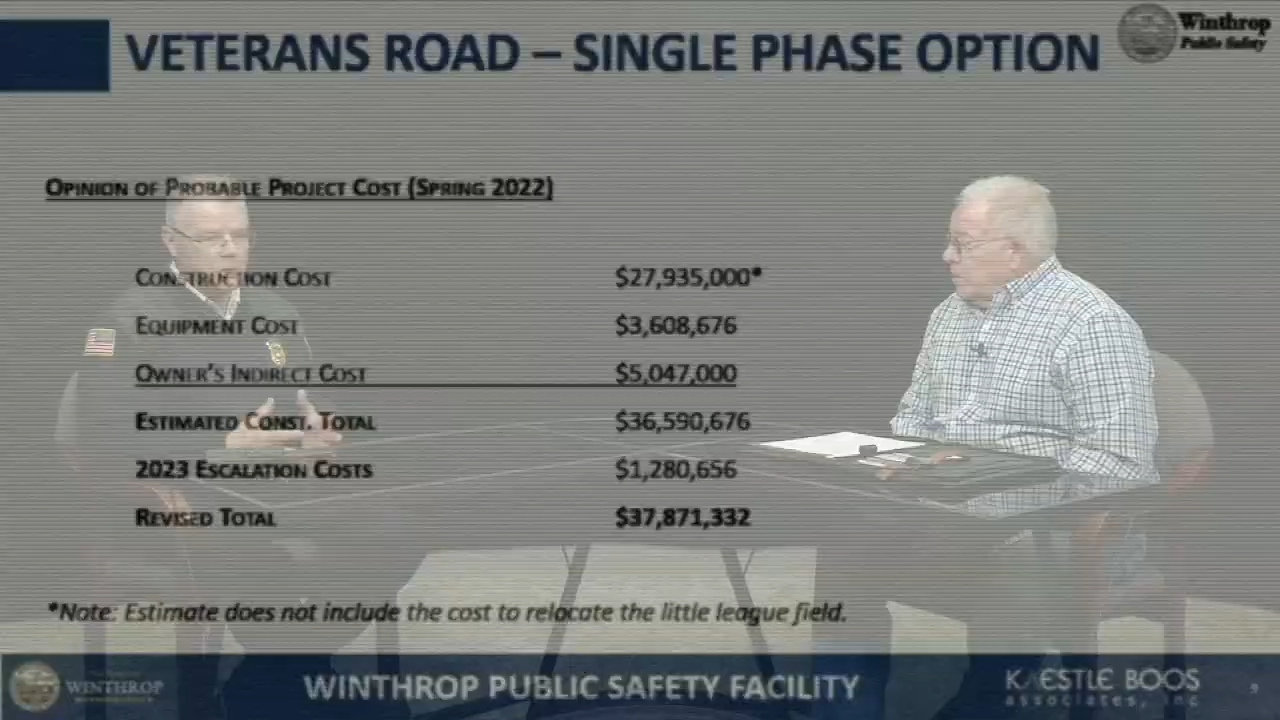 VETERANS ROAD – SINGLE PHASE OPTION
Winthrop
Public Safety
OPINION OF PROBABLE PROJECT COST (SPRING 2022)
CONSTRUCTION COST $27,935,000*
EQUIPMENT COST $3,608,676
OWNER'S INDIRECT COST $5,047,000
ESTIMATED CONST. TOTAL $36,590,676
2023 ESCALATION COSTS $1,280,656
REVISED TOTAL $37,871,332
*Note: Estimate does not include the cost to relocate the little league field.
WINTHROP
WINTHROP PUBLIC SAFETY FACILITY
KAESTLE BOOS
associates, inc
9